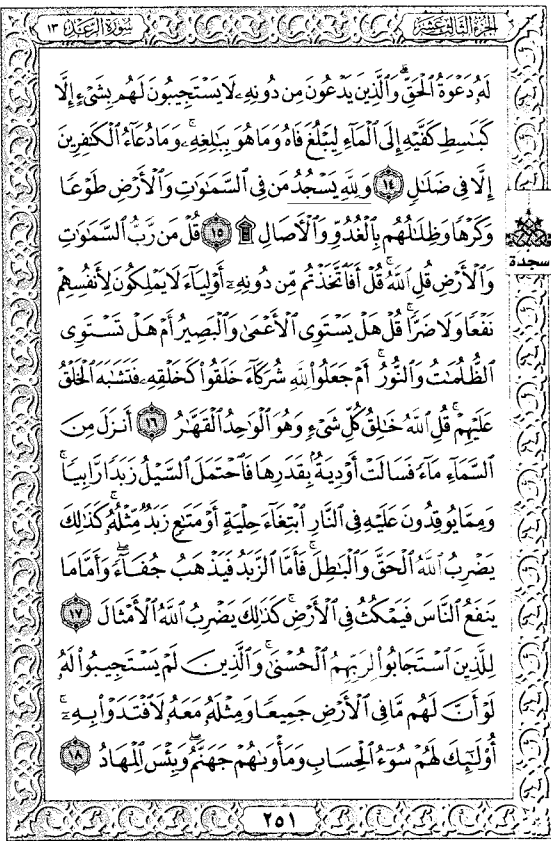 الجزء الثالث عشر
سورة الرعد ١٣
لَهُۥ دَعۡوَةُ ٱلۡحَقِّۚ وَٱلَّذِينَ يَدۡعُونَ مِن دُونِهِۦ لَا يَسۡتَجِيبُونَ لَهُم بِشَيۡءٍ إِلَّا
كَبَٰسِطِ كَفَّيۡهِ إِلَى ٱلۡمَآءِ لِيَبۡلُغَ فَاهُ وَمَا هُوَ بِبَٰلِغِهِۦۚ وَمَا دُعَآءُ ٱلۡكَٰفِرِينَ
إِلَّا فِي ضَلَٰلٖ ١٤ وَلِلَّهِۤ يَسۡجُدُۤ مَن فِي ٱلسَّمَٰوَٰتِ وَٱلۡأَرۡضِ طَوۡعٗا
وَكَرۡهٗا وَظِلَٰلُهُم بِٱلۡغُدُوِّ وَٱلۡأٓصَالِ ۩ ١٥ قُلۡ مَن رَّبُّ ٱلسَّمَٰوَٰتِ
وَٱلۡأَرۡضِ قُلِ ٱللَّهُۚ قُلۡ أَفَٱتَّخَذۡتُم مِّن دُونِهِۦٓ أَوۡلِيَآءَ لَا يَمۡلِكُونَ لِأَنفُسِهِمۡ
نَفۡعٗا وَلَا ضَرّٗاۚ قُلۡ هَلۡ يَسۡتَوِي ٱلۡأَعۡمَىٰ وَٱلۡبَصِيرُ أَمۡ هَلۡ تَسۡتَوِي
ٱلظُّلُمَٰتُ وَٱلنُّورُۗ أَمۡ جَعَلُواْ لِلَّهِ شُرَكَآءَ خَلَقُواْ كَخَلۡقِهِۦ فَتَشَٰبَهَ ٱلۡخَلۡقُ
عَلَيۡهِمۡۚ قُلِ ٱللَّهُ خَٰلِقُ كُلِّ شَيۡءٖ وَهُوَ ٱلۡوَٰحِدُ ٱلۡقَهَّٰرُ ١٦ أَنزَلَ مِنَ
ٱلسَّمَآءِ مَآءٗ فَسَالَتۡ أَوۡدِيَةُۢ بِقَدَرِهَا فَٱحۡتَمَلَ ٱلسَّيۡلُ زَبَدٗا رَّابِيٗاۖ
وَمِمَّا يُوقِدُونَ عَلَيۡهِ فِي ٱلنَّارِ ٱبۡتِغَآءَ حِلۡيَةٍ أَوۡ مَتَٰعٖ زَبَدٞ مِّثۡلُهُۥۚ كَذَٰلِكَ
يَضۡرِبُ ٱللَّهُ ٱلۡحَقَّ وَٱلۡبَٰطِلَۚ فَأَمَّا ٱلزَّبَدُ فَيَذۡهَبُ جُفَآءٗۖ وَأَمَّا مَا
يَنفَعُ ٱلنَّاسَ فَيَمۡكُثُ فِي ٱلۡأَرۡضِۚ كَذَٰلِكَ يَضۡرِبُ ٱللَّهُ ٱلۡأَمۡثَالَ ١٧
لِلَّذِينَ ٱسۡتَجَابُواْ لِرَبِّهِمُ ٱلۡحُسۡنَىٰۚ وَٱلَّذِينَ لَمۡ يَسۡتَجِيبُواْ لَهُۥ
لَوۡ أَنَّ لَهُم مَّا فِي ٱلۡأَرۡضِ جَمِيعٗا وَمِثۡلَهُۥ مَعَهُۥ لَٱفۡتَدَوۡاْ بِهِۦٓۚ
أُوْلَٰٓئِكَ لَهُمۡ سُوٓءُ ٱلۡحِسَابِ وَمَأۡوَىٰهُمۡ جَهَنَّمُۖ وَبِئۡسَ ٱلۡمِهَادُ ١٨
سجدة
٢٥١